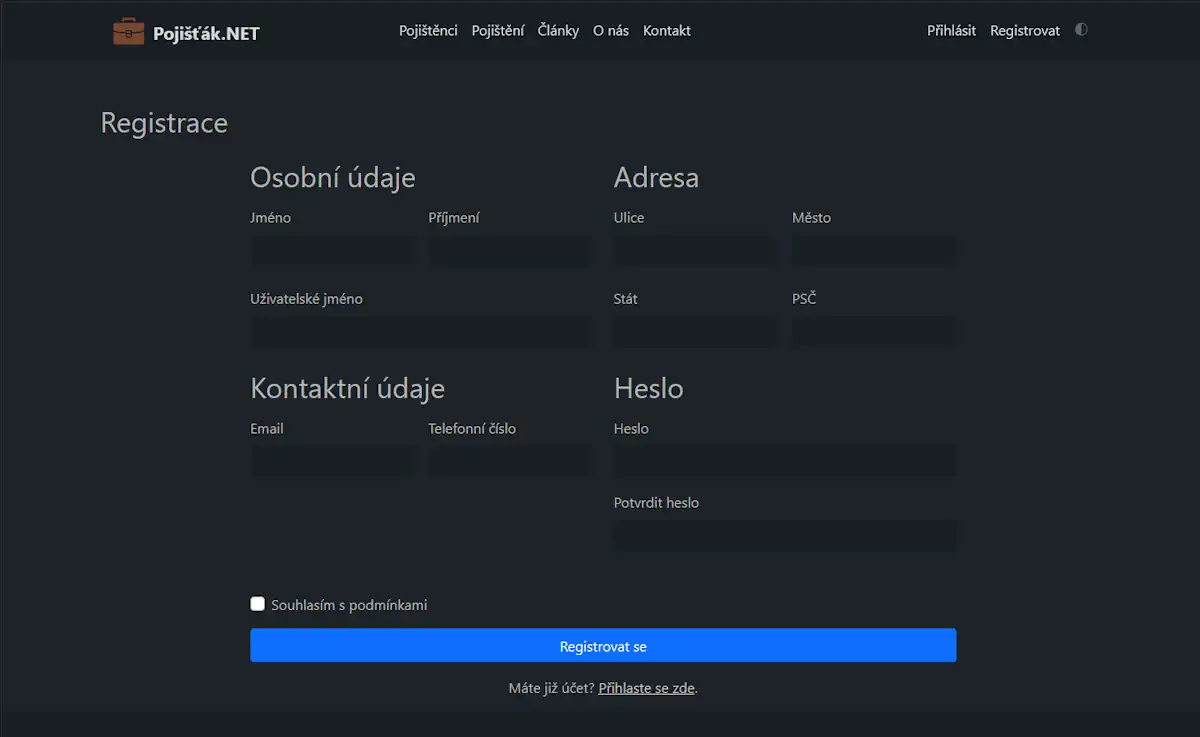 Pojišťák.NET
Pojištěnci Pojištění Články O nás Kontakt
Přihlásit Registrovat
Registrace
Osobní údaje
Jméno Příjmení
Uživatelské jméno
Adresa
Ulice Město
Stát PSČ
Kontaktní údaje
Email Telefonní číslo
Heslo
Heslo
Potvrdit heslo
Souhlasím s podmínkami
Registrovat se
Máte již účet? Přihlaste se zde.